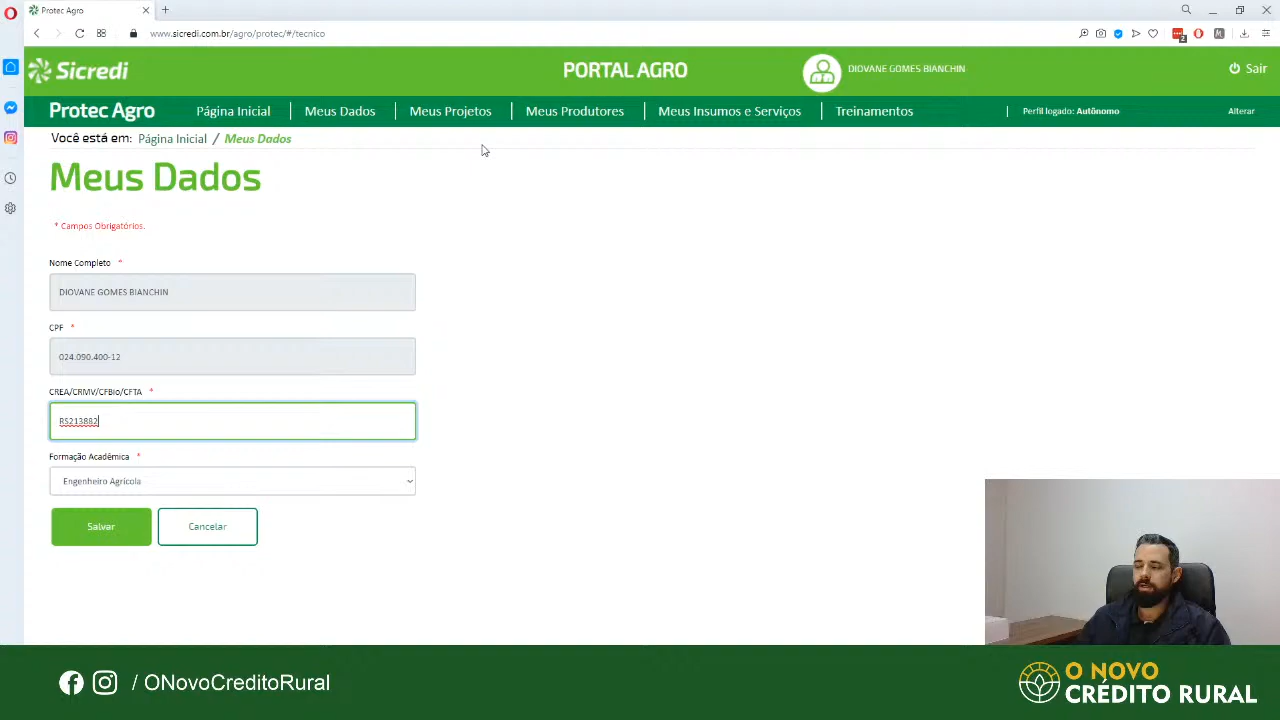 Protec Agro
www.sicredi.com.br/agro/protec/#/tecnico
2
M
Sicredi
PORTAL AGRO
DIOVANE GOMES BIANCHIN
Sair
Protec Agro
Página Inicial
Meus Dados
Meus Projetos
Meus Produtores
Meus Insumos e Serviços
Treinamentos
Perfil logado: Autônomo
Alterar
Você está em: Página Inicial / Meus Dados
Meus Dados
* Campos Obrigatórios.
Nome Completo *
DIOVANE GOMES BIANCHIN
CPF *
024.090.400-12
CREA/CRMV/CFBio/CFTA *
RS213882
Formação Acadêmica *
Engenheiro Agrícola
Salvar
Cancelar
/ ONovoCreditoRural
O NOVO
CRÉDITO RURAL